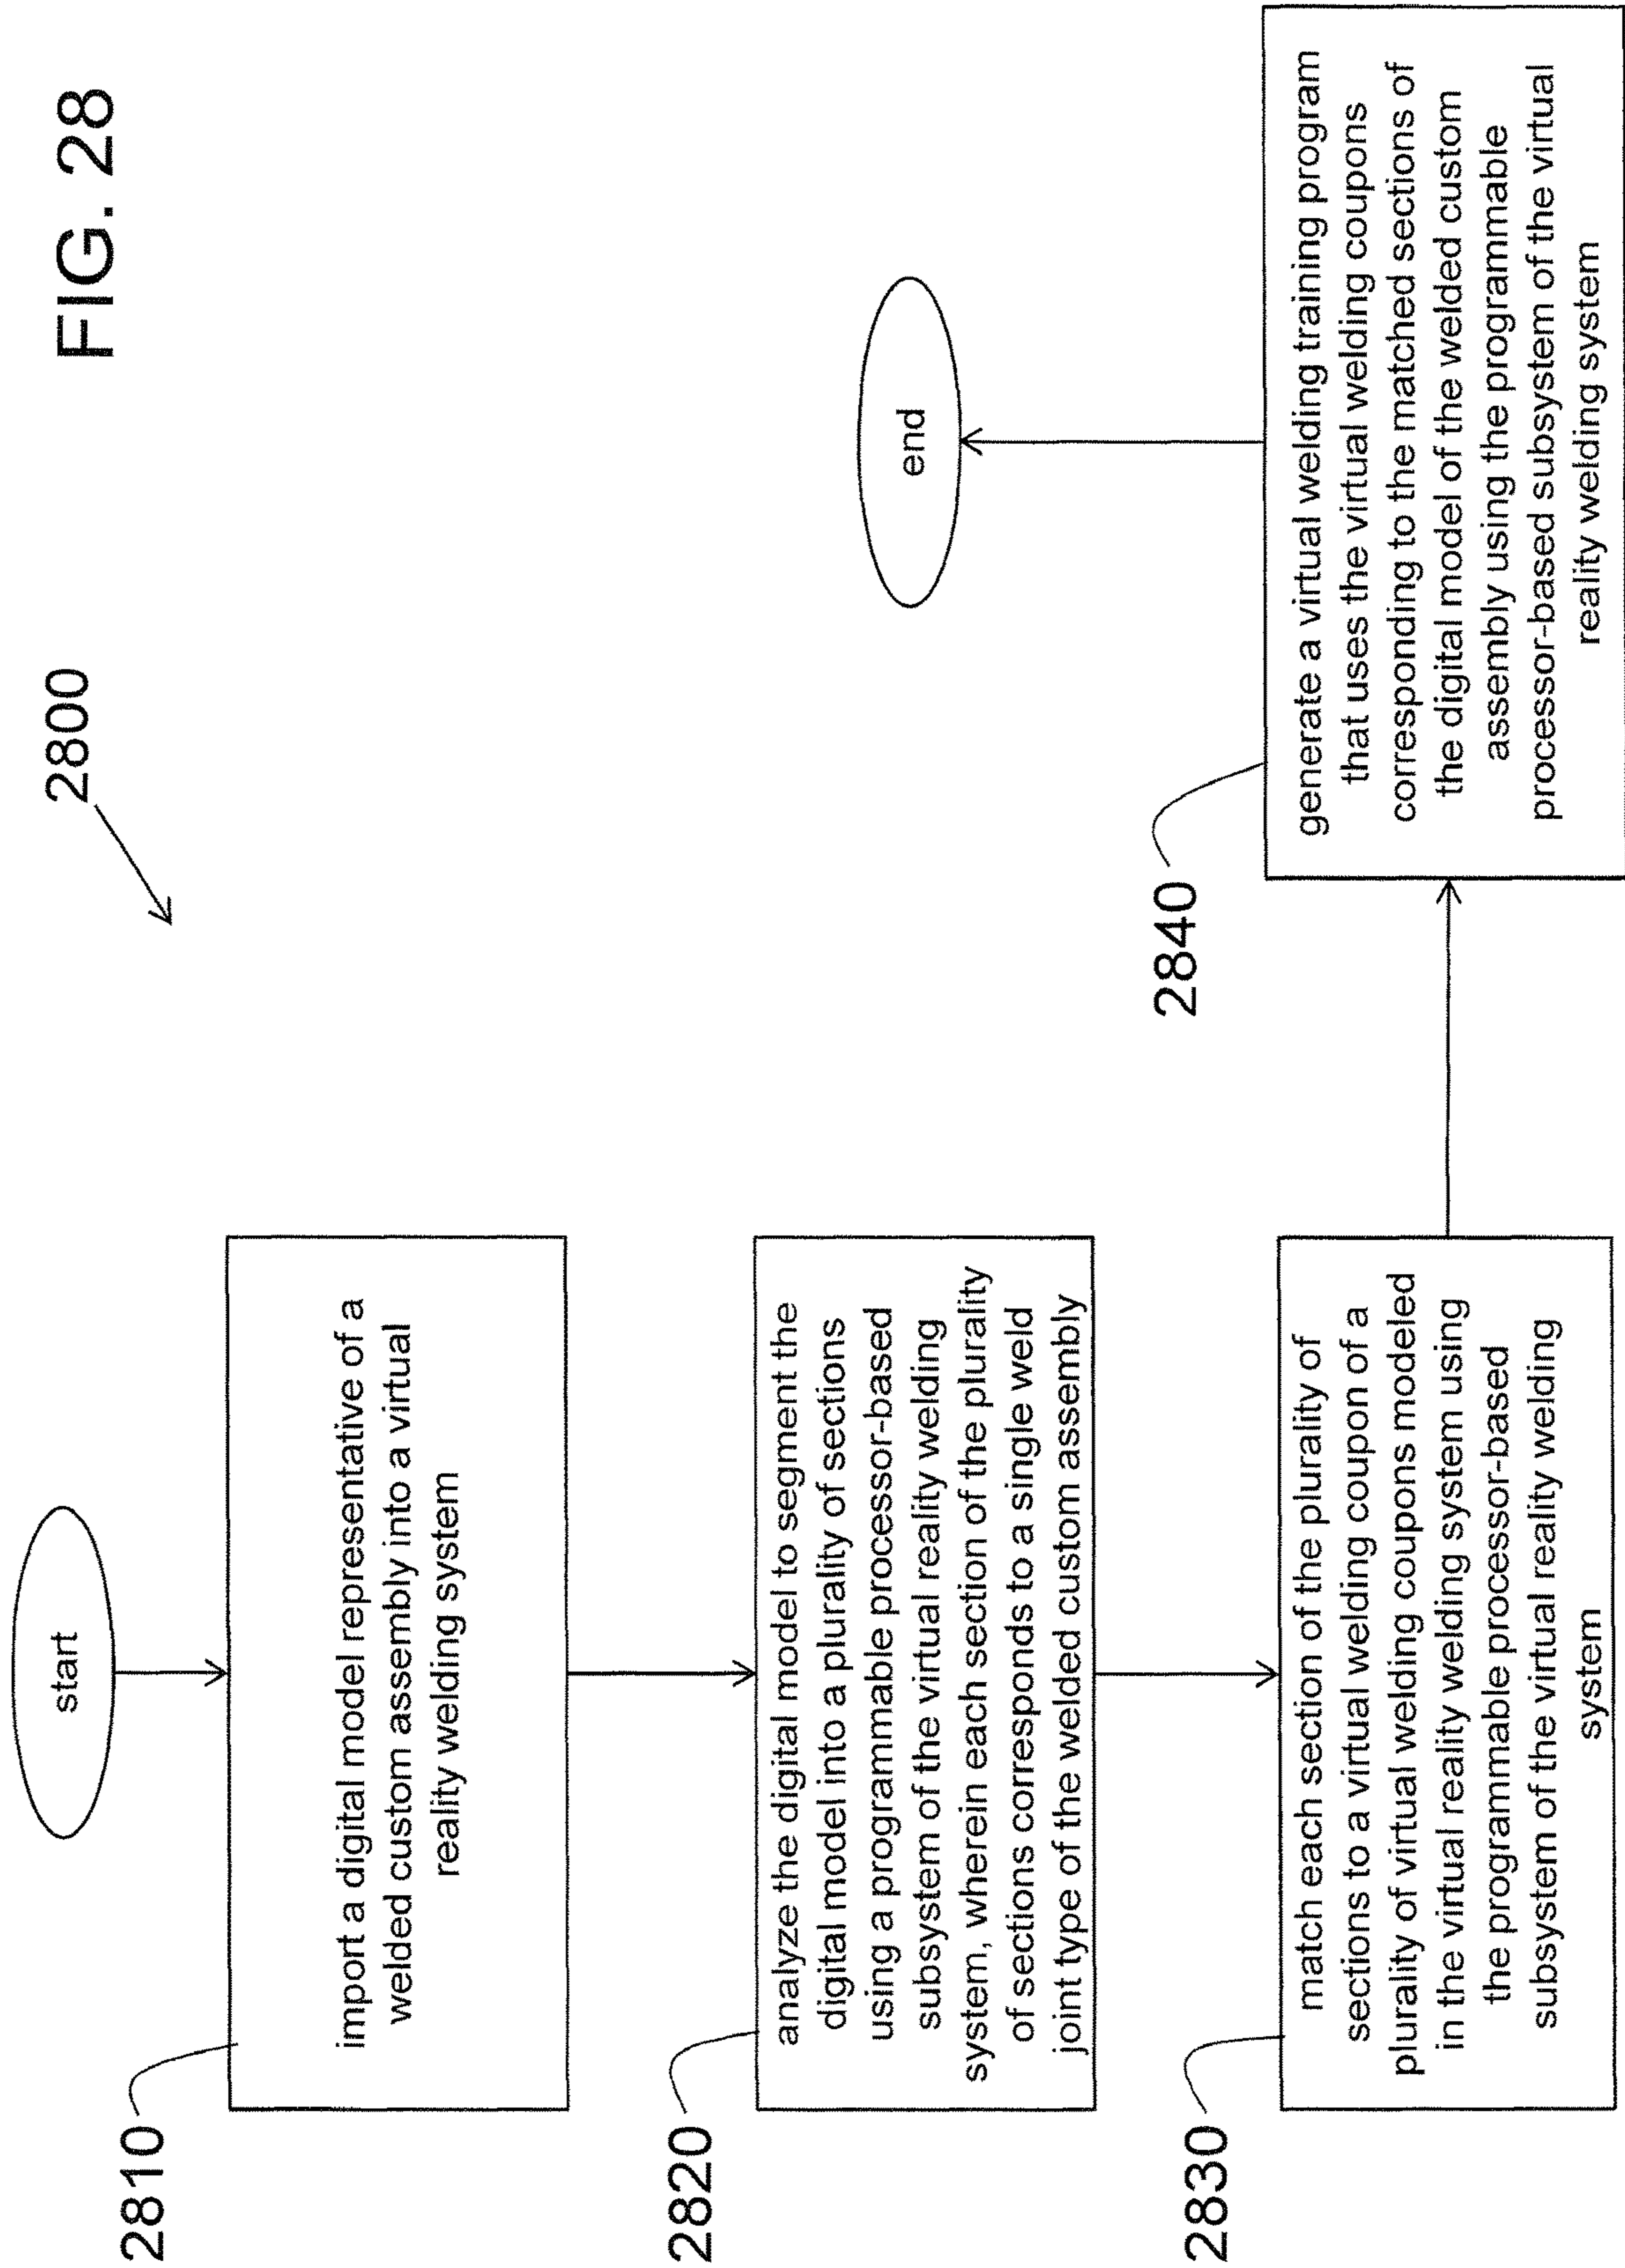 FIG. 28
2800
start
2810
import a digital model representative of a
welded custom assembly into a virtual
reality welding system
2820
analyze the digital model to segment the
digital model into a plurality of sections
using a programmable processor-based
subsystem of the virtual reality welding
system, wherein each section of the plurality
of sections corresponds to a single weld
joint type of the welded custom assembly
2830
match each section of the plurality of
sections to a virtual welding coupon of a
plurality of virtual welding coupons modeled
in the virtual reality welding system using
the programmable processor-based
subsystem of the virtual reality welding
system
2840
generate a virtual welding training program
that uses the virtual welding coupons
corresponding to the matched sections of
the digital model of the welded custom
assembly using the programmable
processor-based subsystem of the virtual
reality welding system
end